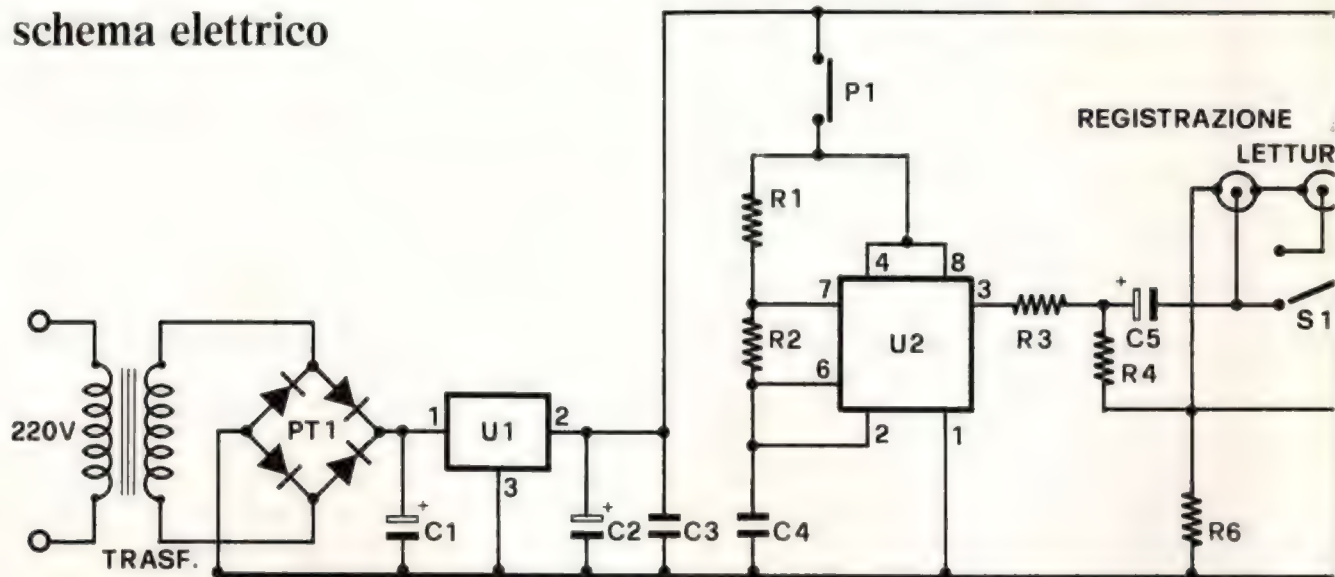 schema elettrico
P1
REGISTRAZIONE
LETTUR
R1
4 8
7 3
R2 U2 R3 + C5 S1
6 R4
2 1
220V PT1 1 U1 2
3
+ C1 + C2 C3 C4 R6
TRASF.